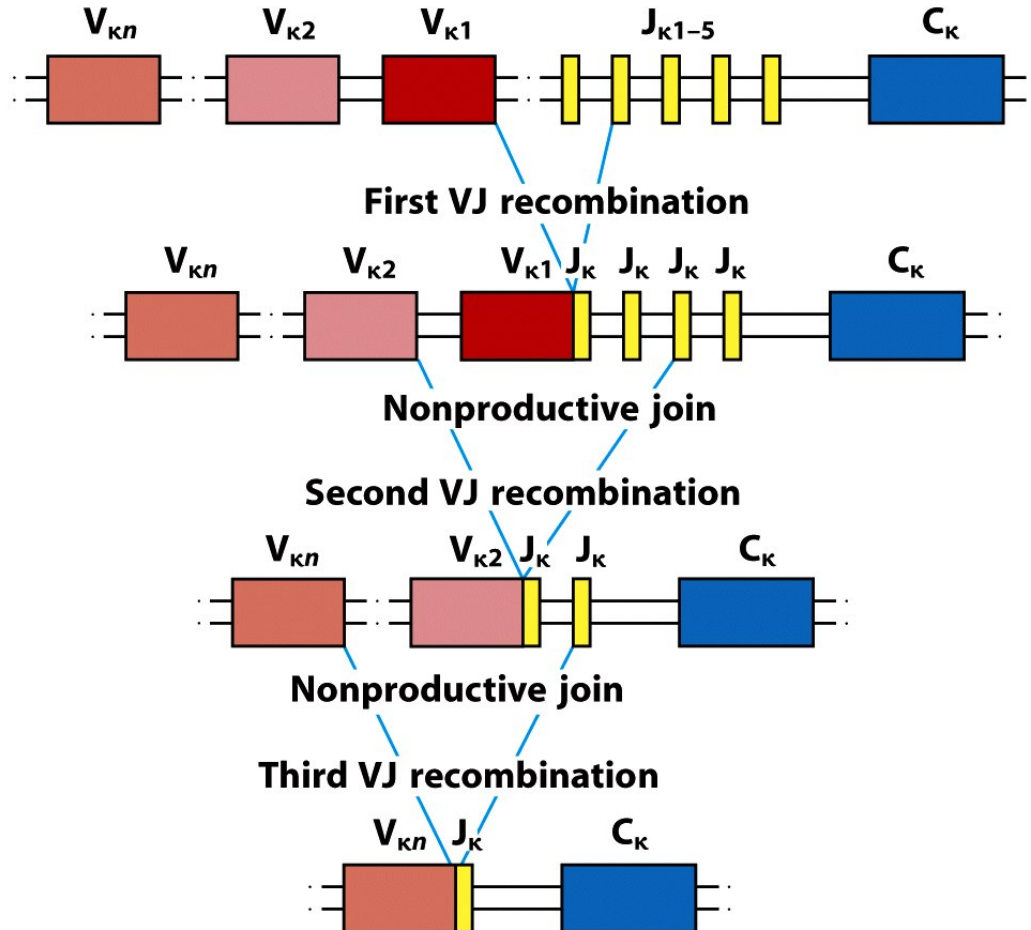 Vκn Vκ2 Vκ1 Jκ1–5 Cκ
First VJ recombination
Vκn Vκ2 Vκ1 Jκ Jκ Jκ Jκ Cκ
Nonproductive join
Second VJ recombination
Vκn Vκ2 Jκ Jκ Cκ
Nonproductive join
Third VJ recombination
Vκn Jκ Cκ